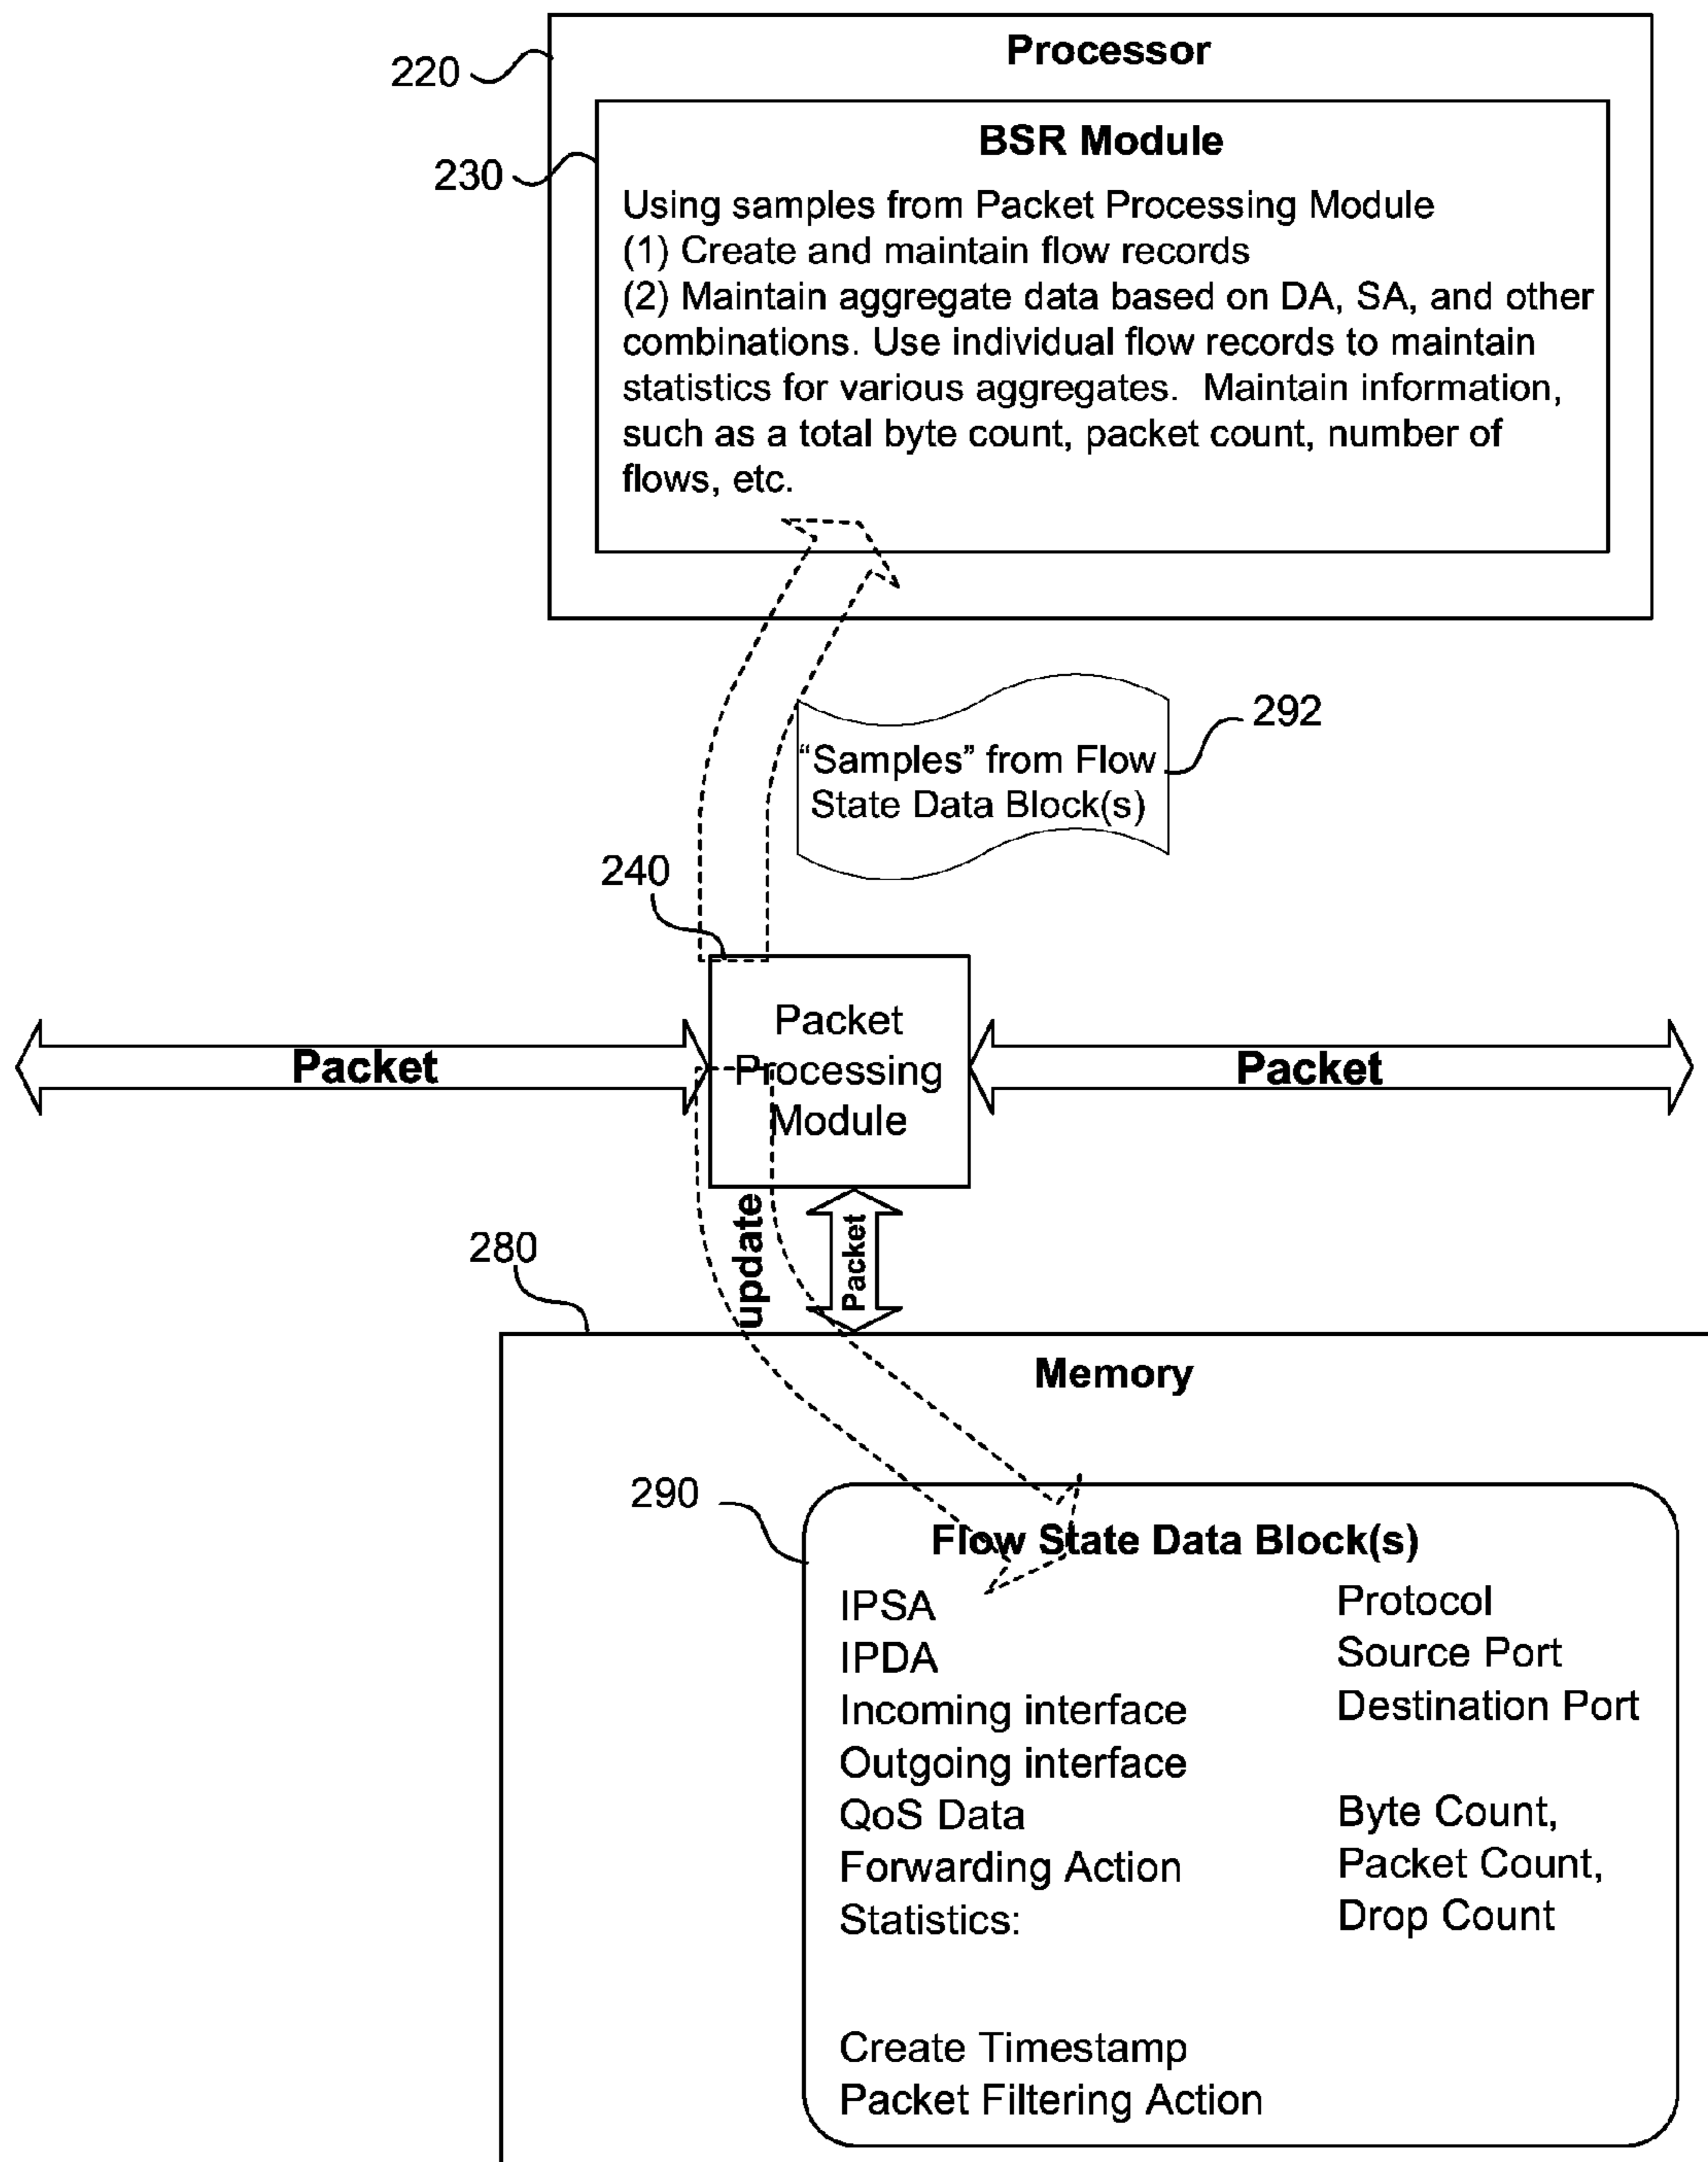 Processor
220
BSR Module
230
Using samples from Packet Processing Module
(1) Create and maintain flow records
(2) Maintain aggregate data based on DA, SA, and other
combinations. Use individual flow records to maintain
statistics for various aggregates. Maintain information,
such as a total byte count, packet count, number of
flows, etc.
292
“Samples” from Flow
State Data Block(s)
240
Packet
Processing
Module
Packet
Packet
update
Packet
280
Memory
290
Flow State Data Block(s)
IPSA
IPDA
Incoming interface
Outgoing interface
QoS Data
Forwarding Action
Statistics:
Create Timestamp
Packet Filtering Action
Protocol
Source Port
Destination Port
Byte Count,
Packet Count,
Drop Count